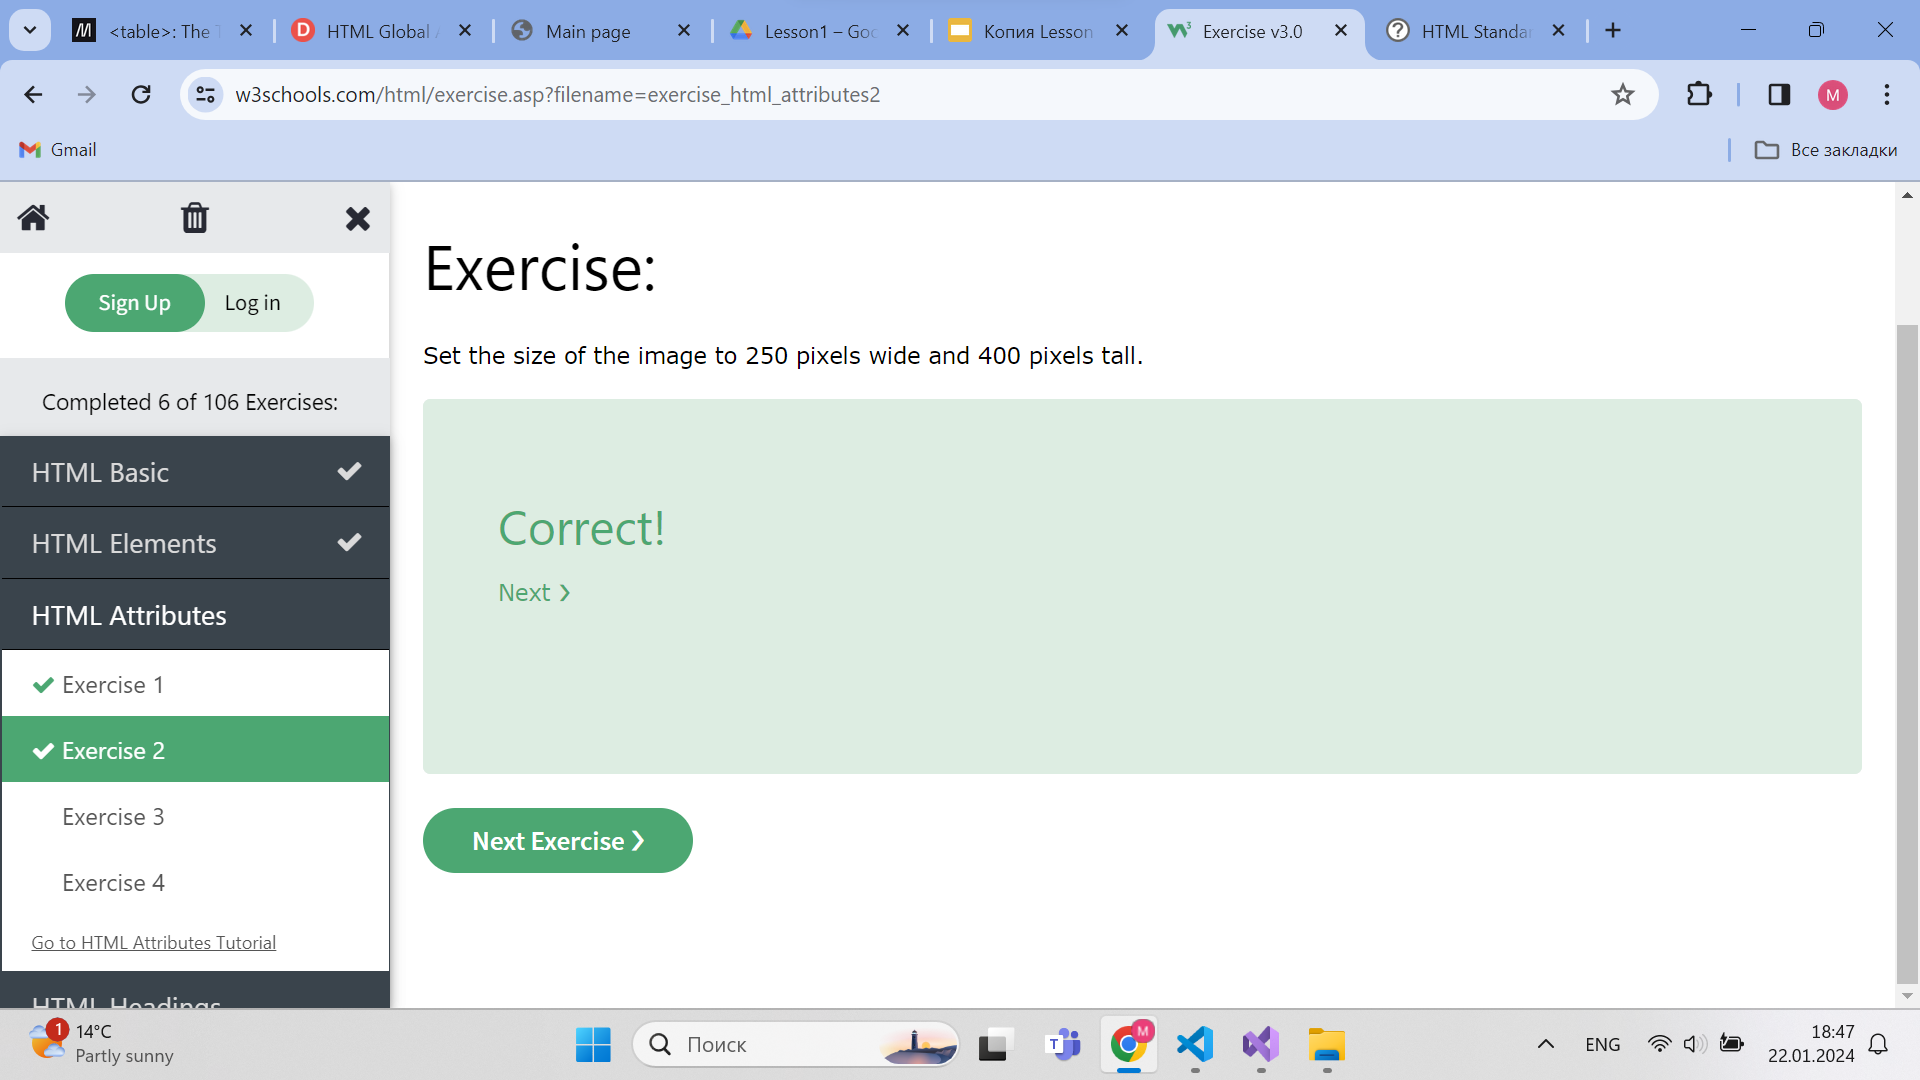 <table>: The T
HTML Global A
Main page
Lesson1 – Goo
Копия Lesson
Exercise v3.0
HTML Standar
w3schools.com/html/exercise.asp?filename=exercise_html_attributes2
M
Gmail
Все закладки
Sign Up
Log in
Completed 6 of 106 Exercises:
HTML Basic
HTML Elements
HTML Attributes
Exercise 1
Exercise 2
Exercise 3
Exercise 4
Go to HTML Attributes Tutorial
HTML Headings
Exercise:
Set the size of the image to 250 pixels wide and 400 pixels tall.
Correct!
Next ❯
Next Exercise ❯
1
14°C
Partly sunny
Поиск
M
ENG
18:47
22.01.2024